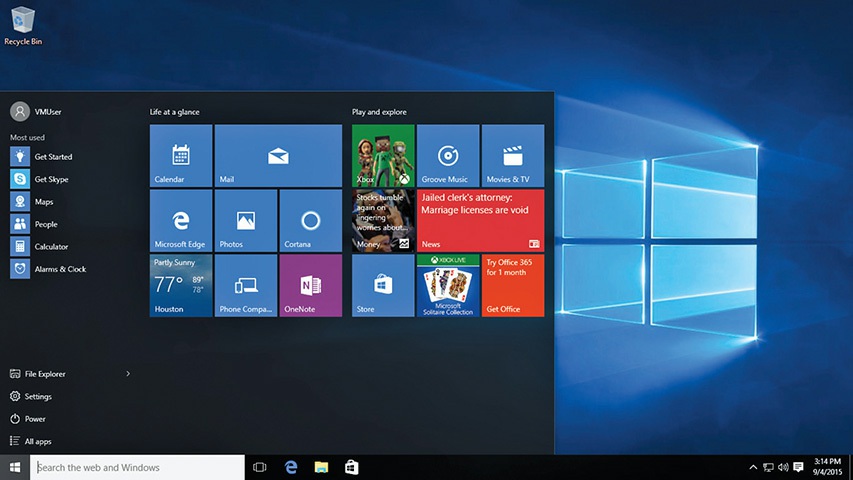 Recycle Bin
VMUser
Most used
Get Started
Get Skype
Maps
People
Calculator
Alarms & Clock
File Explorer
Settings
Power
All apps
Life at a glance
Calendar
Mail
Microsoft Edge
Photos
Cortana
Partly Sunny
77° 89°
78°
Houston
Phone Compa...
OneNote
Play and explore
Xbox
Groove Music
Movies & TV
Stocks tumble
again on
lingering
worries about...
Money
Jailed clerk's attorney:
Marriage licenses are void
News
Store
XBOX LIVE
Microsoft
Solitaire Collection
Try Office 365
for 1 month
Get Office
Search the web and Windows
3:14 PM
9/4/2015